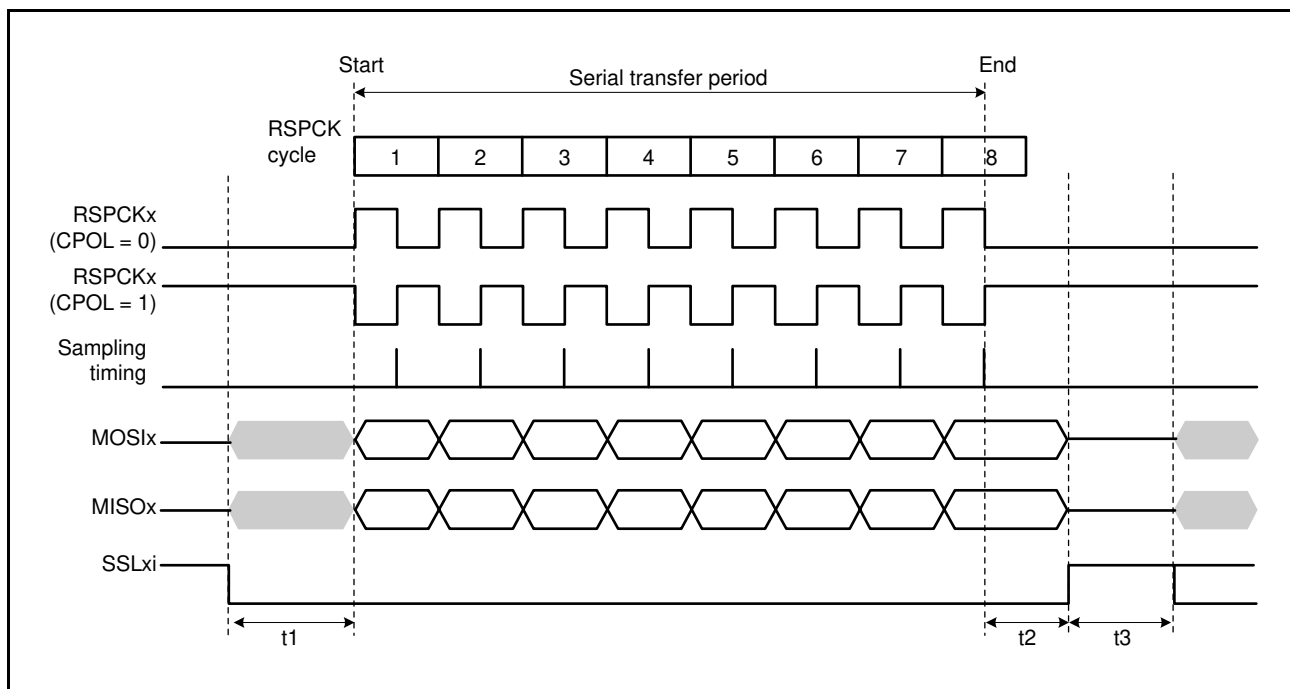 Start
End
Serial transfer period
RSPCK
cycle
1 2 3 4 5 6 7 8
RSPCKx
(CPOL = 0)
RSPCKx
(CPOL = 1)
Sampling
timing
MOSIx
MISOx
SSLxi
t1
t2
t3